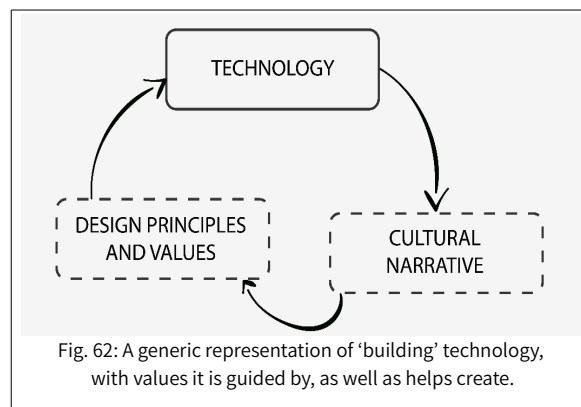 TECHNOLOGY
DESIGN PRINCIPLES
AND VALUES
CULTURAL
NARRATIVE
Fig. 62: A generic representation of ‘building’ technology,
with values it is guided by, as well as helps create.